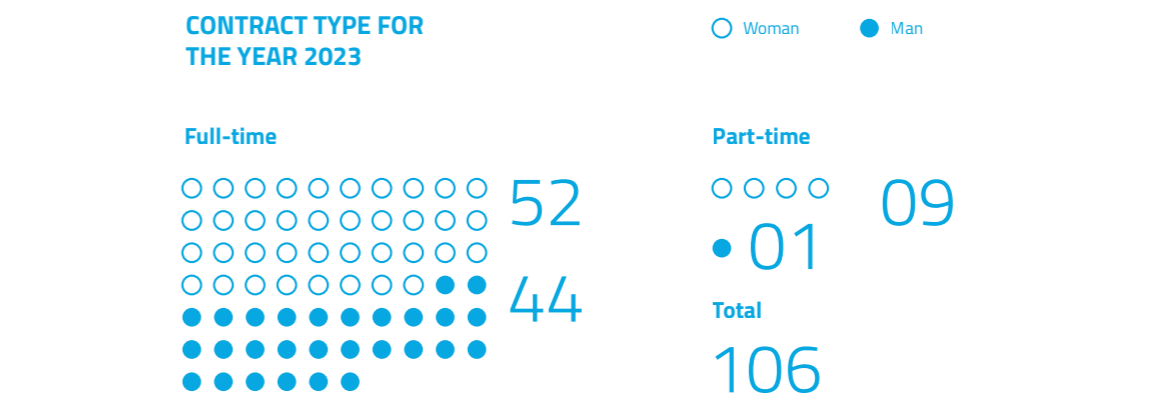 CONTRACT TYPE FOR
THE YEAR 2023
Woman
Man
Full-time
52
44
Part-time
09
01
Total
106